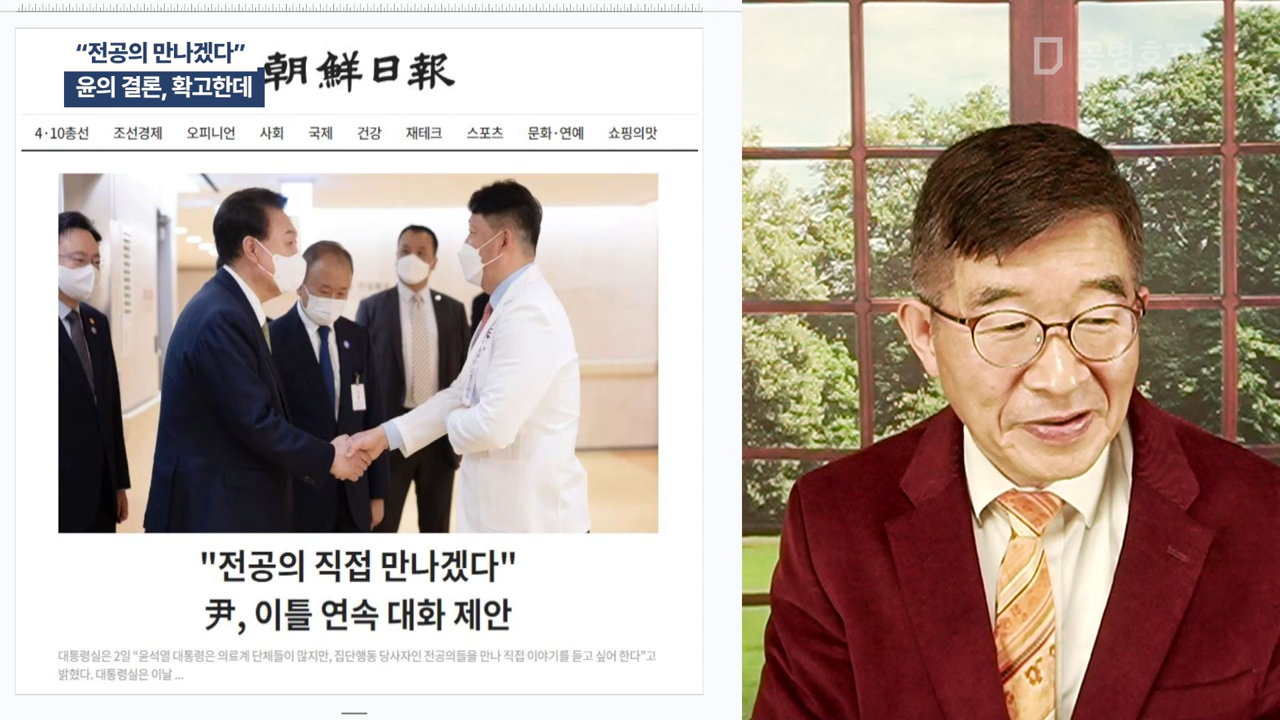 “전공의 만나겠다”
윤의 결론, 확고한데
朝鮮日報
공병호TV
4·10총선 조선경제 오피니언 사회 국제 건강 재테크 스포츠 문화·연예 쇼핑의맛
"전공의 직접 만나겠다"
尹, 이틀 연속 대화 제안
대통령실은 2일 “윤석열 대통령은 의료계 단체들이 많지만, 집단행동 당사자인 전공의들을 만나 직접 이야기를 듣고 싶어 한다”고
밝혔다. 대통령실은 이날 ...